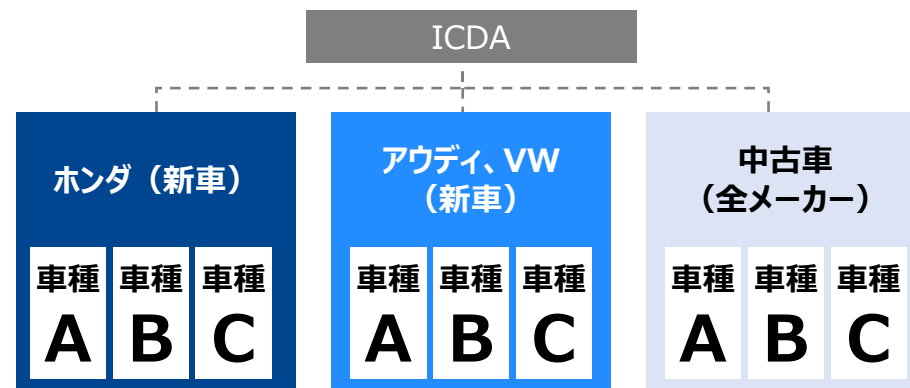 ICDA
ホンダ（新車）
アウディ、VW
（新車）
中古車
（全メーカー）
車種 車種 車種
A B C
車種 車種 車種
A B C
車種 車種 車種
A B C